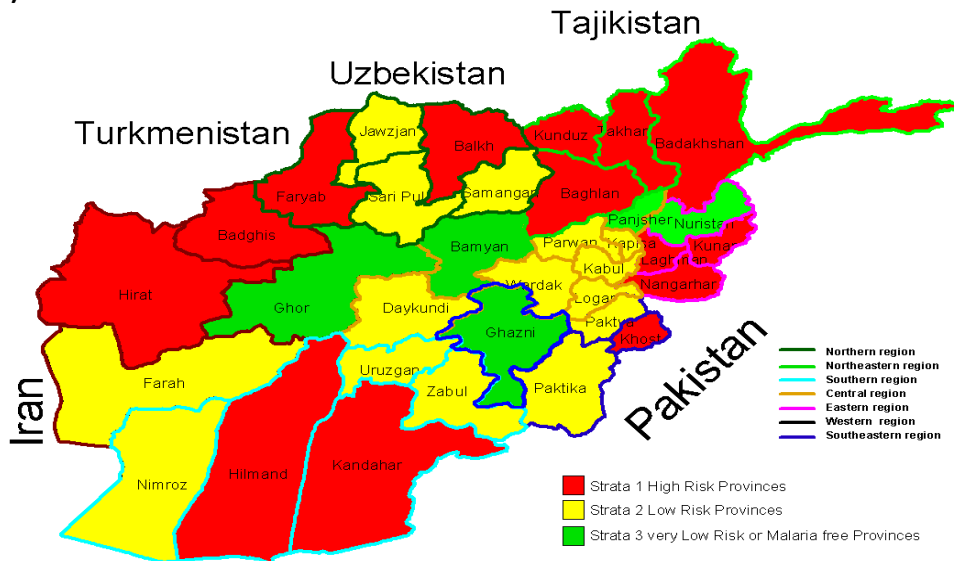 Tajikistan
Uzbekistan
Turkmenistan
Jawzjan
Balkh
Kunduz
Takhar
Badakhshan
Faryab
Sari Pul
Samangan
Baghlan
Badghis
Panjsher
Nuristan
Bamyan
Parwan
Kapisa
Kunar
Laghman
Kabul
Hirat
Ghor
Wardak
Nangarhar
Daykundi
Logar
Paktya
Ghazni
Khost
Pakistan
Iran
Farah
Uruzgan
Zabul
Paktika
Nimroz
Hilmand
Kandahar
Northern region
Northeastern region
Southern region
Central region
Eastern region
Western region
Southeastern region
Strata 1 High Risk Provinces
Strata 2 Low Risk Provinces
Strata 3 very Low Risk or Malaria free Provinces